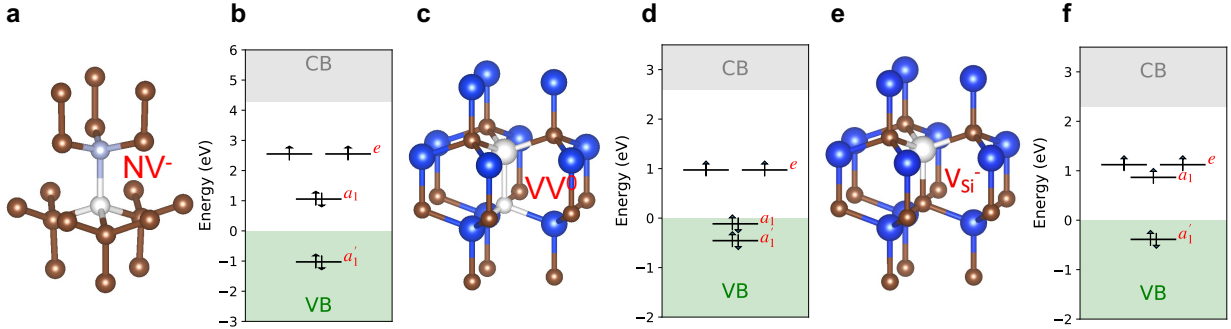 a
NV⁻
b
Energy (eV)
6
5
4
3
2
1
0
−1
−2
−3
CB
e
a₁
a₁′
VB
c
VV⁰
d
Energy (eV)
3
2
1
0
−1
−2
CB
e
a₁
a₁′
VB
e
V_Si⁻
f
Energy (eV)
3
2
1
0
−1
−2
CB
e
a₁
a₁′
VB